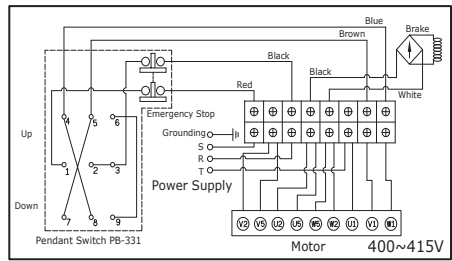 Blue
Brake
Brown
Black
Black
Red
White
Emergency Stop
4 5 6
Up
Grounding
S
R
1 2 3
T
Power Supply
Down
7 8 9
V2 V5 U2 U5 W5 W2 U1 V1 W1
Pendant Switch PB-331
Motor
400~415V